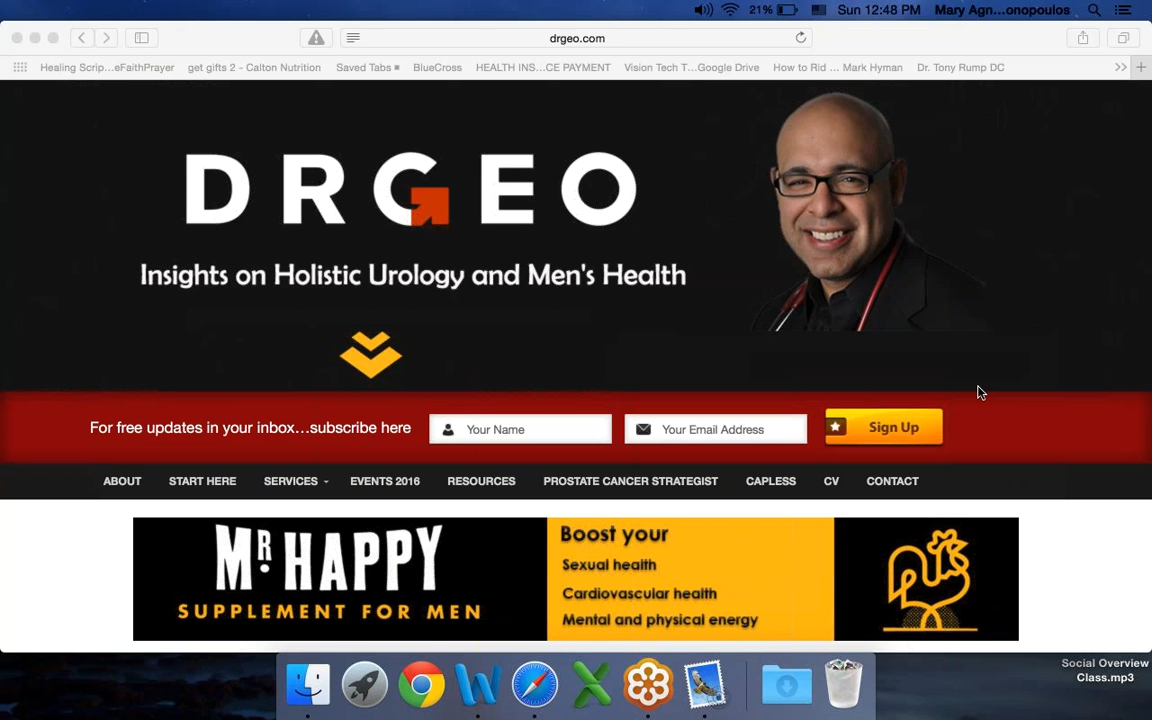 21% Sun 12:48 PM Mary Agn...onopoulos
drgeo.com
Healing Scrip...eFaithPrayer get gifts 2 - Calton Nutrition Saved Tabs BlueCross HEALTH INS...CE PAYMENT Vision Tech T...Google Drive How to Rid ... Mark Hyman Dr. Tony Rump DC
DRGEO
Insights on Holistic Urology and Men's Health
For free updates in your inbox...subscribe here Your Name Your Email Address Sign Up
ABOUT START HERE SERVICES EVENTS 2016 RESOURCES PROSTATE CANCER STRATEGIST CAPLESS CV CONTACT
MR. HAPPY
SUPPLEMENT FOR MEN
Boost your
Sexual health
Cardiovascular health
Mental and physical energy
Social Overview
Class.mp3